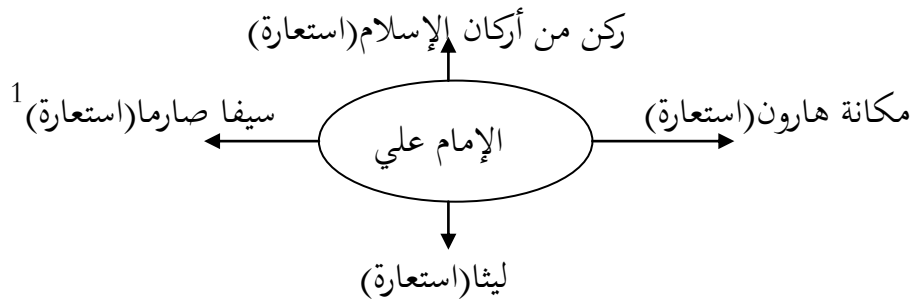 ركن من أركان الإسلام(استعارة)
مكانة هارون(استعارة)
سيفا صارما(استعارة)1
الإمام علي
ليثا(استعارة)